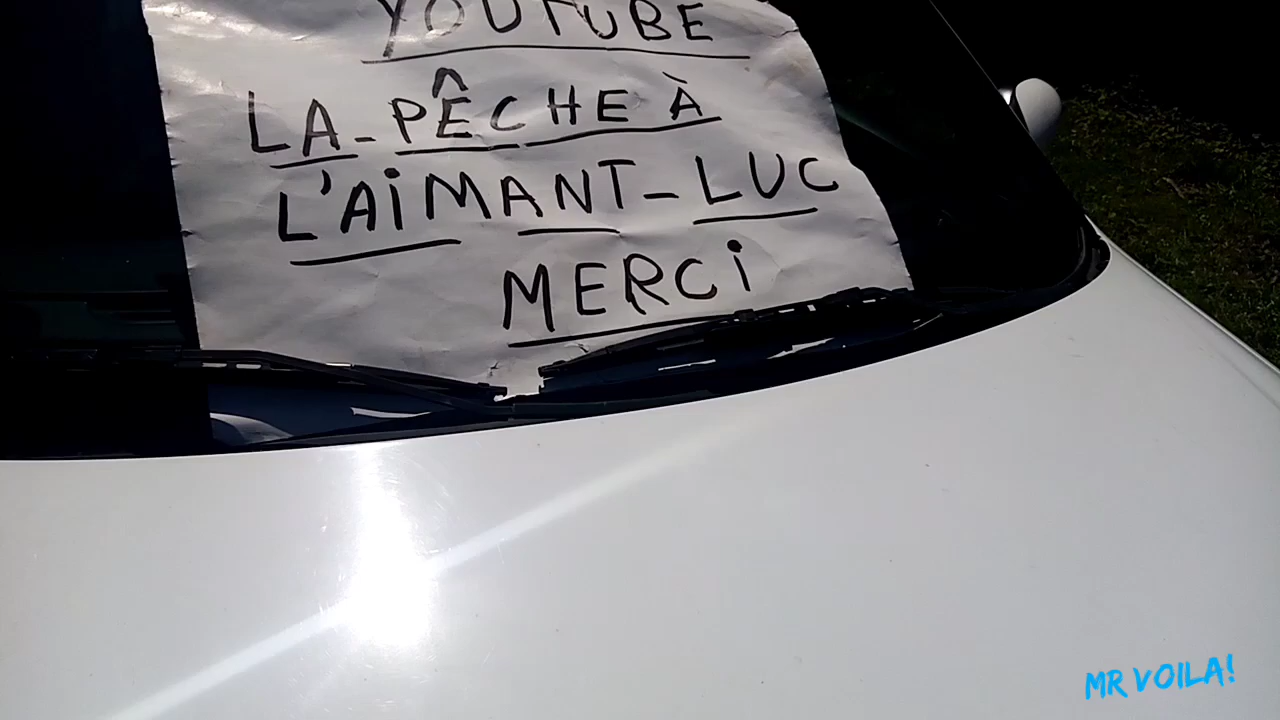 YOUTUBE
LA-PÊCHE À
L'AiMANT-LUC
MERCi
MR VOILA!